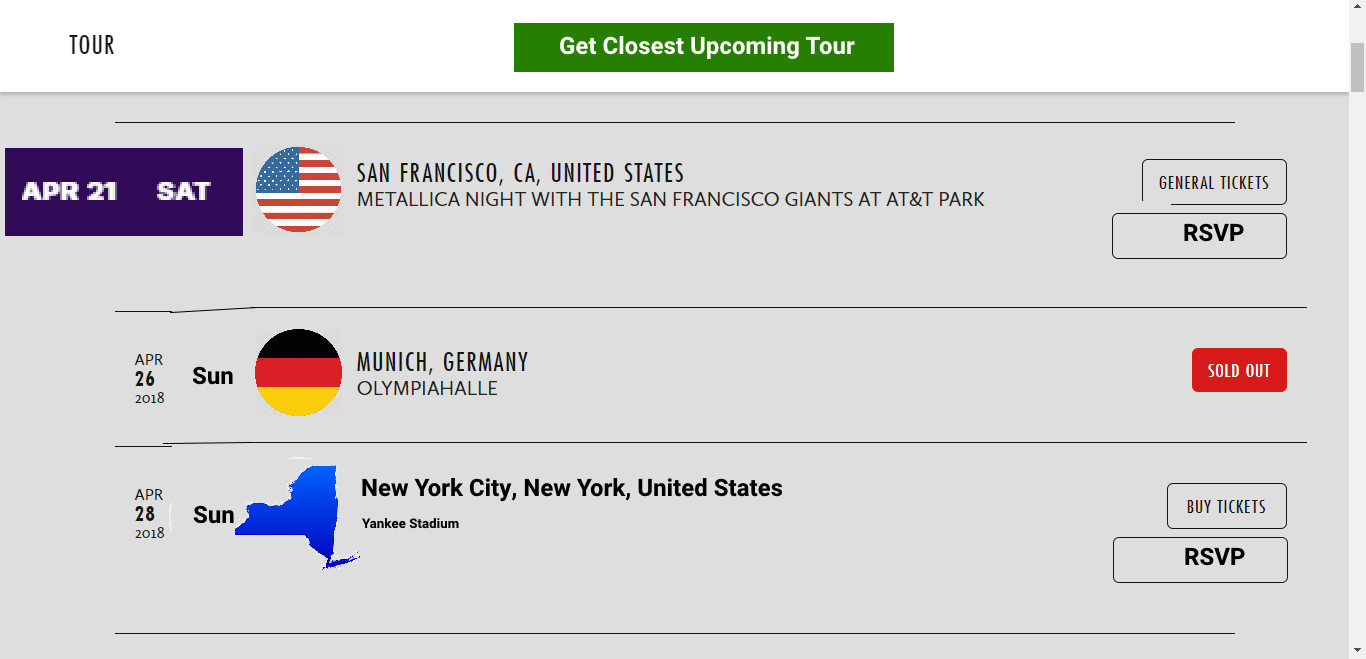 TOUR
Get Closest Upcoming Tour
APR 21 SAT
SAN FRANCISCO, CA, UNITED STATES
METALLICA NIGHT WITH THE SAN FRANCISCO GIANTS AT AT&T PARK
GENERAL TICKETS
RSVP
APR
26
2018
Sun
MUNICH, GERMANY
OLYMPIAHALLE
SOLD OUT
APR
28
2018
Sun
New York City, New York, United States
Yankee Stadium
BUY TICKETS
RSVP